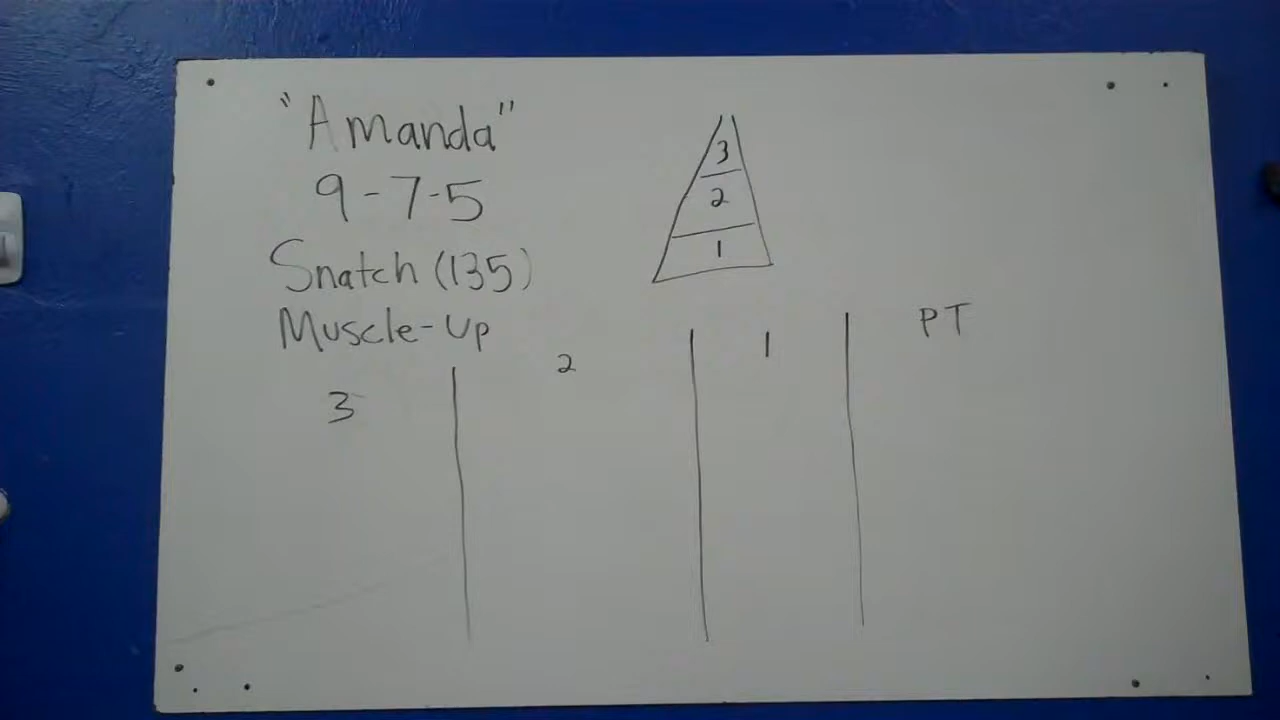 "Amanda"
9-7-5
Snatch (135)
Muscle-Up
3
2
1
3
2
1
PT